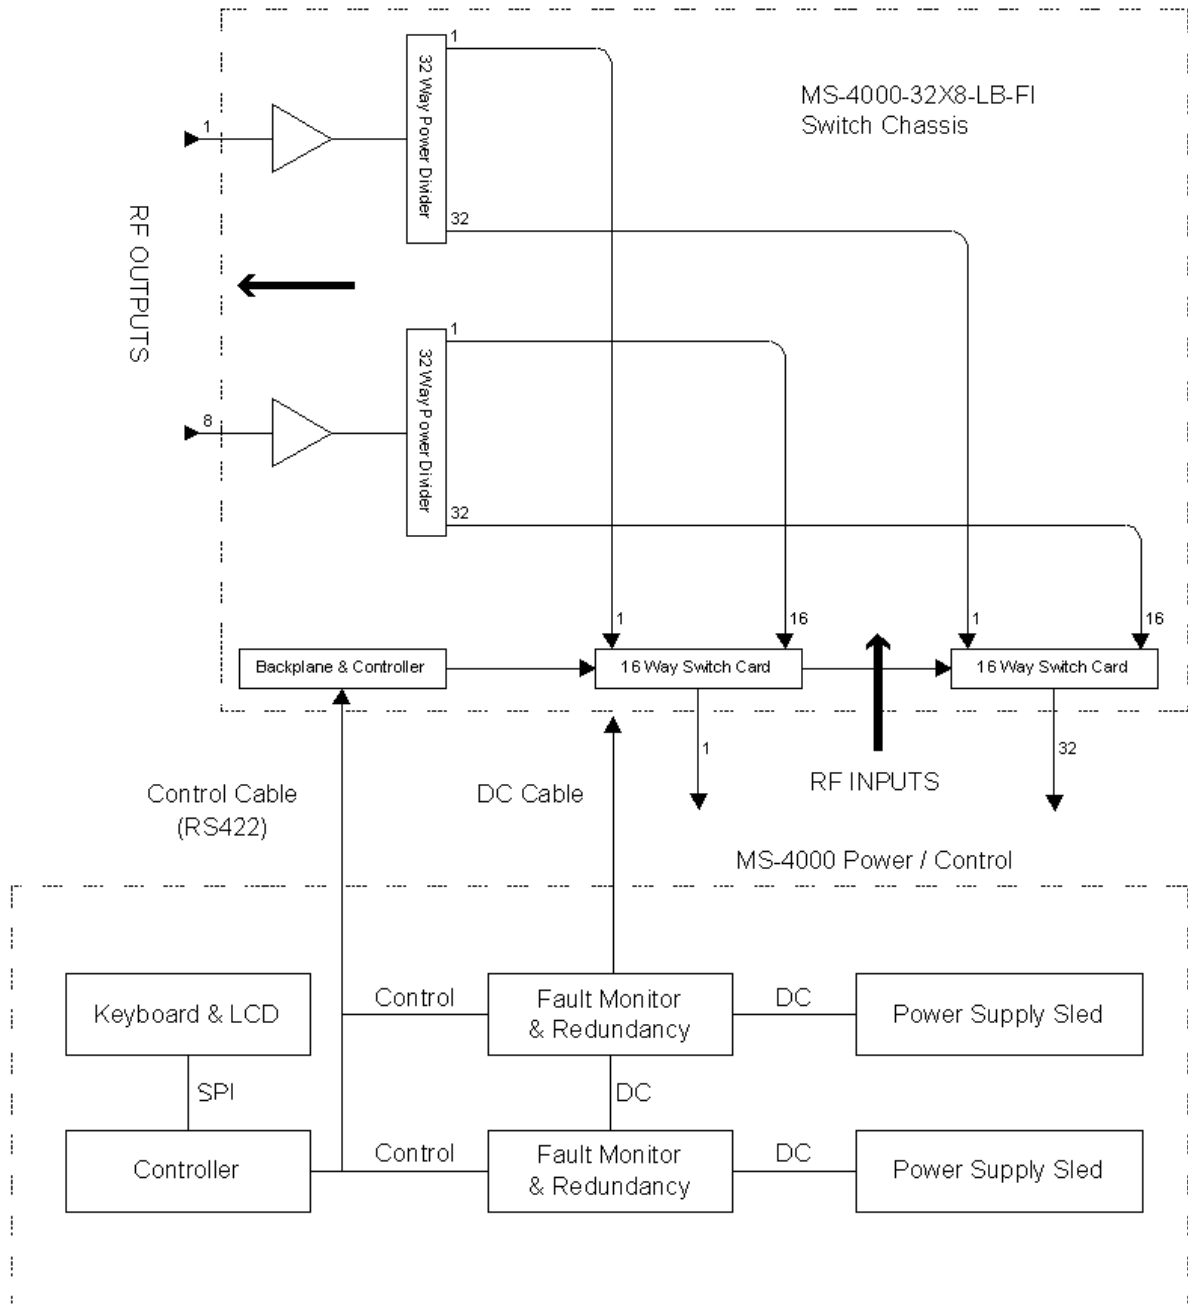 1
32 Way Power Divider
32
MS-4000-32X8-LB-FI
Switch Chassis
1
RF OUTPUTS
1
32 Way Power Divider
32
8
1
16
1
16
Backplane & Controller
16 Way Switch Card
16 Way Switch Card
1
32
RF INPUTS
Control Cable
(RS422)
DC Cable
MS-4000 Power / Control
Keyboard & LCD
Control
Fault Monitor
& Redundancy
DC
Power Supply Sled
SPI
DC
Controller
Control
Fault Monitor
& Redundancy
DC
Power Supply Sled